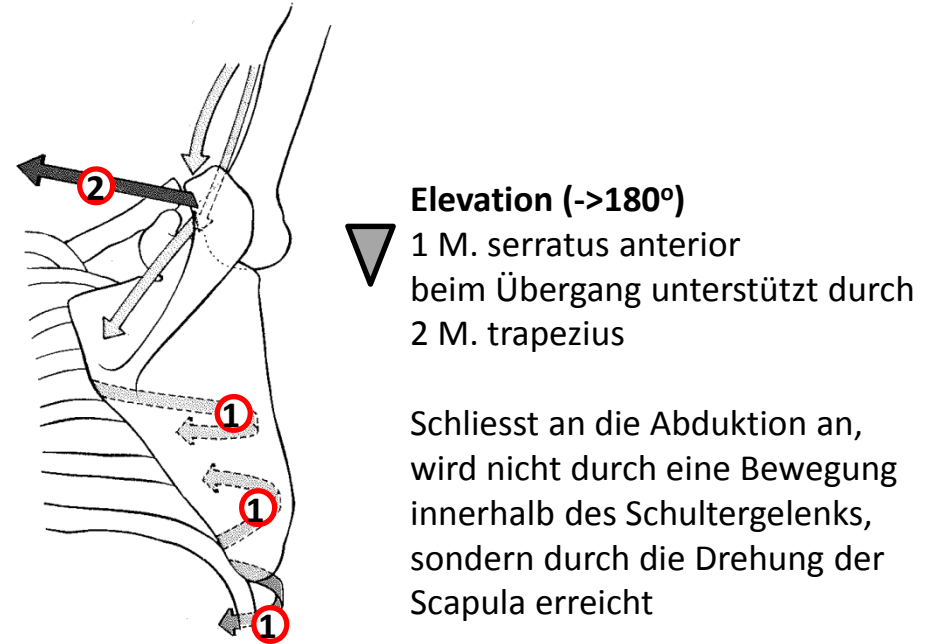 2
Elevation (->180º)
1 M. serratus anterior
beim Übergang unterstützt durch
2 M. trapezius
1
Schliesst an die Abduktion an,
wird nicht durch eine Bewegung
1
innerhalb des Schultergelenks,
sondern durch die Drehung der
Scapula erreicht
1